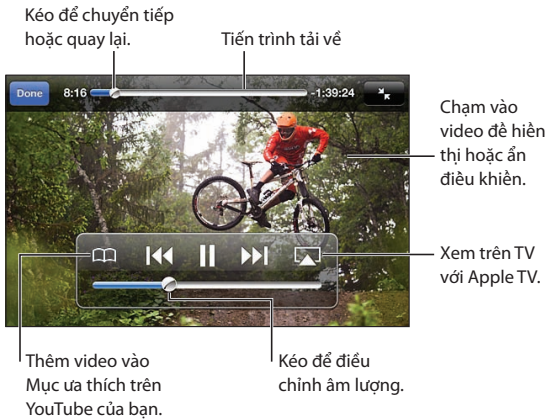 Kéo để chuyển tiếp
hoặc quay lại.
Tiến trình tải về
Done
8:16
-1:39:24
Chạm vào
video để hiển
thị hoặc ẩn
điều khiển.
Xem trên TV
với Apple TV.
Thêm video vào
Mục ưa thích trên
YouTube của bạn.
Kéo để điều
chỉnh âm lượng.